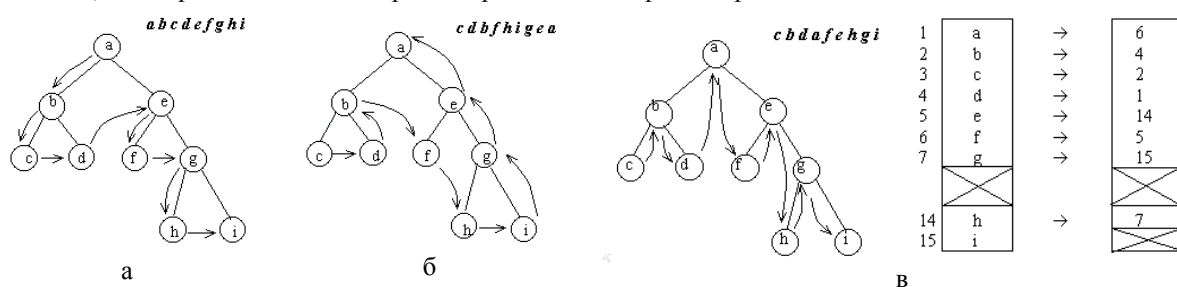 a b c d e f g h i
a
b
e
c
d
f
g
h
i
а
c d b f h i g e a
a
b
e
c
d
f
g
h
i
б
c b d a f e h g i
a
b
e
c
d
f
g
h
i
1 a → 6
2 b → 4
3 c → 2
4 d → 1
5 e → 14
6 f → 5
7 g → 15
14 h → 7
15 i
в